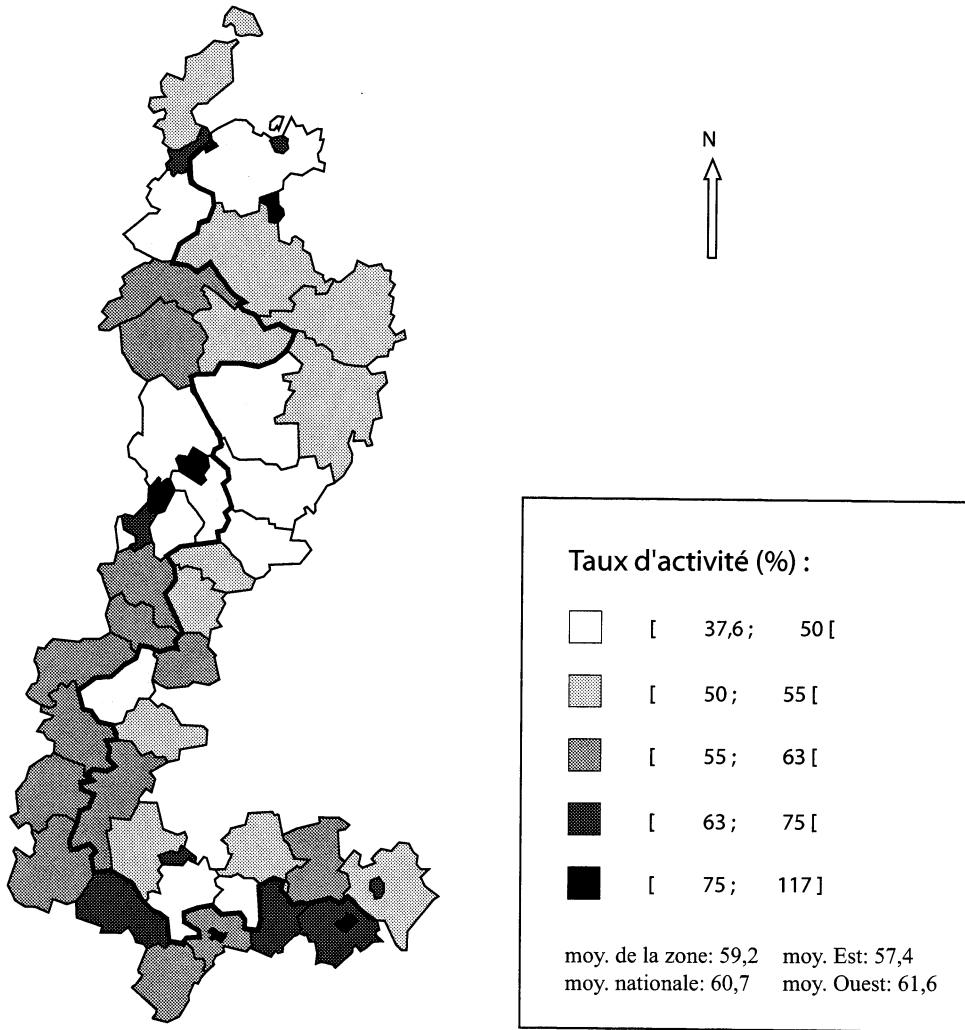 N
Taux d'activité (%) :
[ 37,6 ; 50 [
[ 50 ; 55 [
[ 55 ; 63 [
[ 63 ; 75 [
[ 75 ; 117 ]
moy. de la zone: 59,2 moy. Est: 57,4
moy. nationale: 60,7 moy. Ouest: 61,6